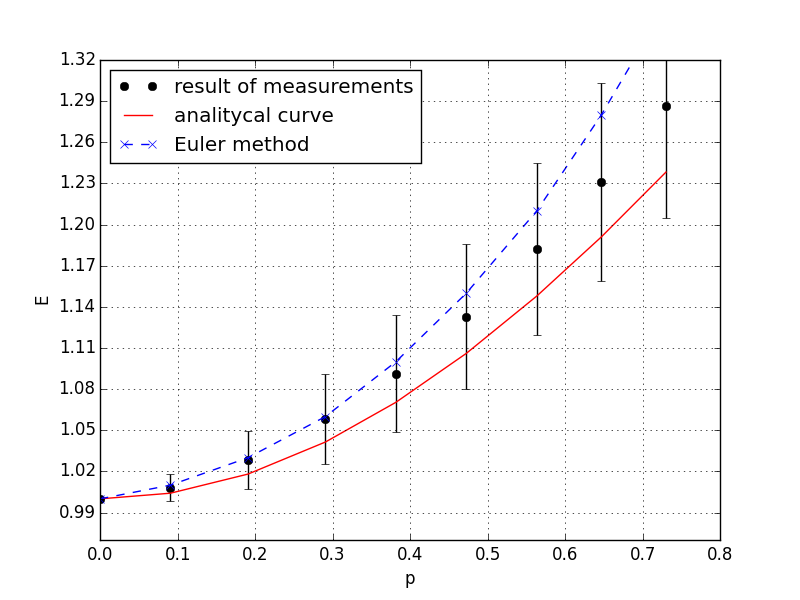 1.32
1.29
1.26
1.23
1.20
1.17
1.14
1.11
1.08
1.05
1.02
0.99
E
result of measurements
analitycal curve
Euler method
0.0 0.1 0.2 0.3 0.4 0.5 0.6 0.7 0.8
p